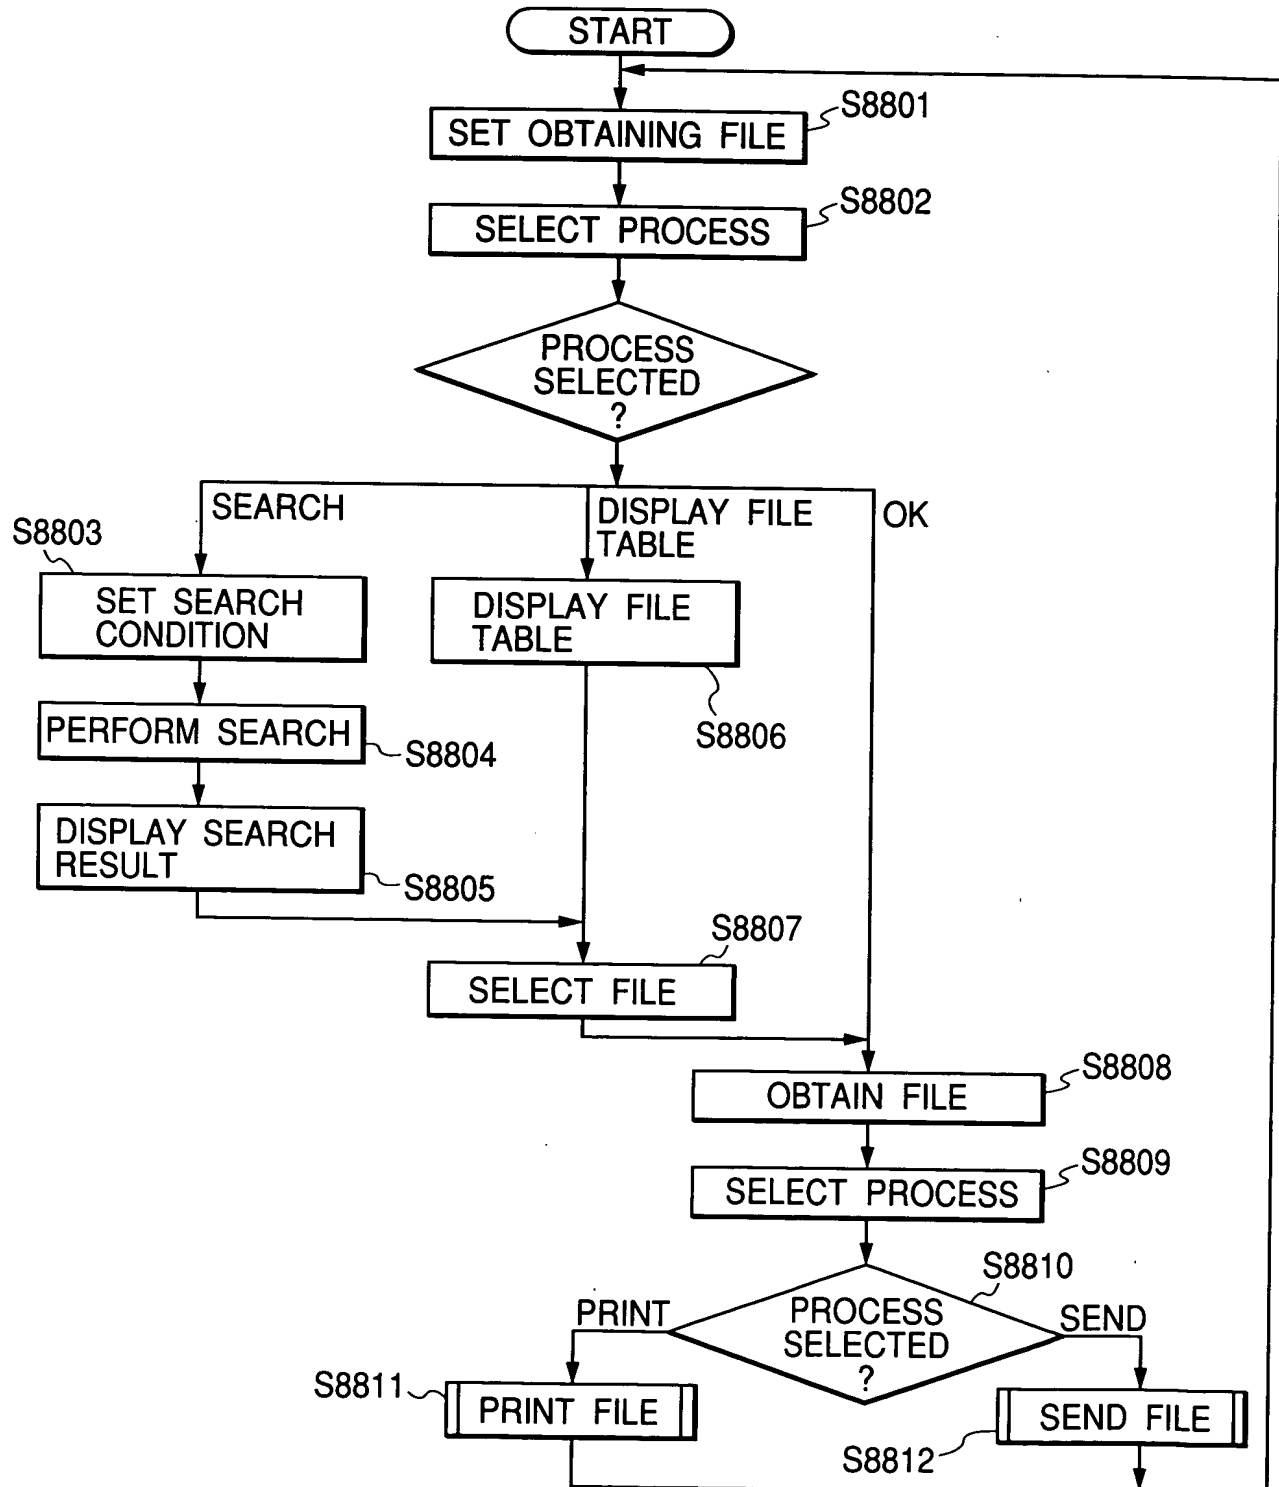 START
S8801
SET OBTAINING FILE
S8802
SELECT PROCESS
PROCESS
SELECTED
?
SEARCH
DISPLAY FILE
TABLE
OK
S8803
SET SEARCH
CONDITION
DISPLAY FILE
TABLE
PERFORM SEARCH
S8804
S8806
DISPLAY SEARCH
RESULT
S8805
S8807
SELECT FILE
S8808
OBTAIN FILE
S8809
SELECT PROCESS
S8810
PROCESS
SELECTED
?
PRINT
SEND
S8811
PRINT FILE
SEND FILE
S8812